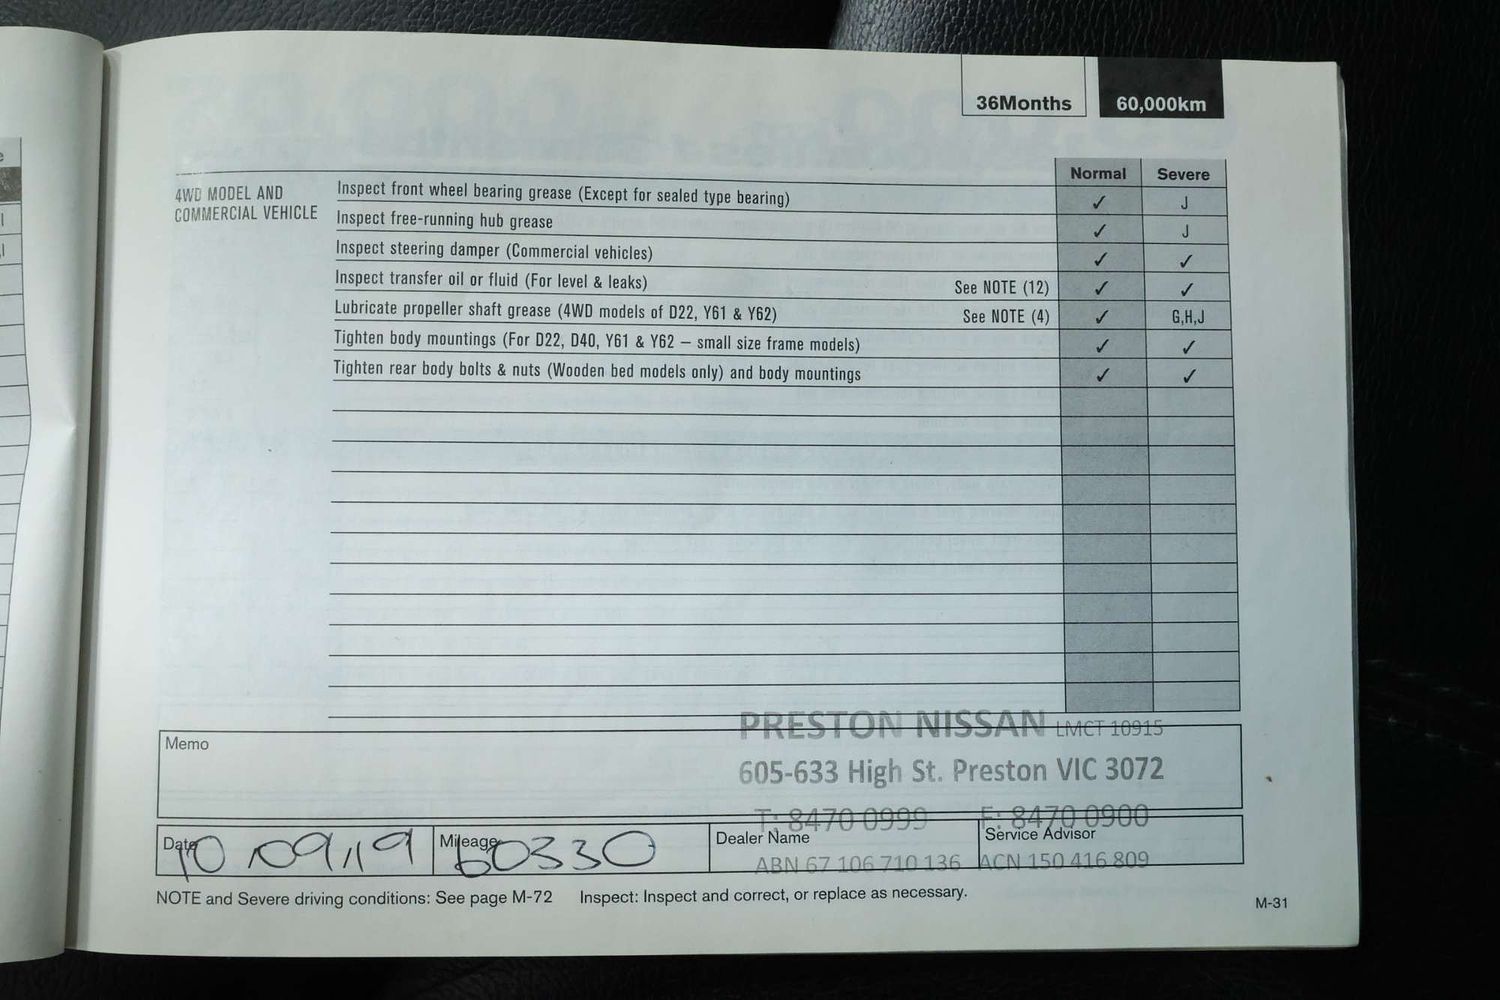 36Months 60,000km
Normal Severe
4WD MODEL AND
COMMERCIAL VEHICLE
Inspect front wheel bearing grease (Except for sealed type bearing) ✓ J
Inspect free-running hub grease ✓ J
Inspect steering damper (Commercial vehicles) ✓ ✓
Inspect transfer oil or fluid (For level & leaks) See NOTE (12) ✓ ✓
Lubricate propeller shaft grease (4WD models of D22, Y61 & Y62) See NOTE (4) ✓ G,H,J
Tighten body mountings (For D22, D40, Y61 & Y62 – small size frame models) ✓ ✓
Tighten rear body bolts & nuts (Wooden bed models only) and body mountings ✓ ✓
PRESTON NISSAN LMCT 10915
Memo
605-633 High St. Preston VIC 3072
T: 8470 0999 F: 8470 0900
Date 10/09/19 Mileage 60330 Dealer Name Service Advisor
ABN 67 106 710 136 ACN 150 416 809
NOTE and Severe driving conditions: See page M-72 Inspect: Inspect and correct, or replace as necessary.
M-31